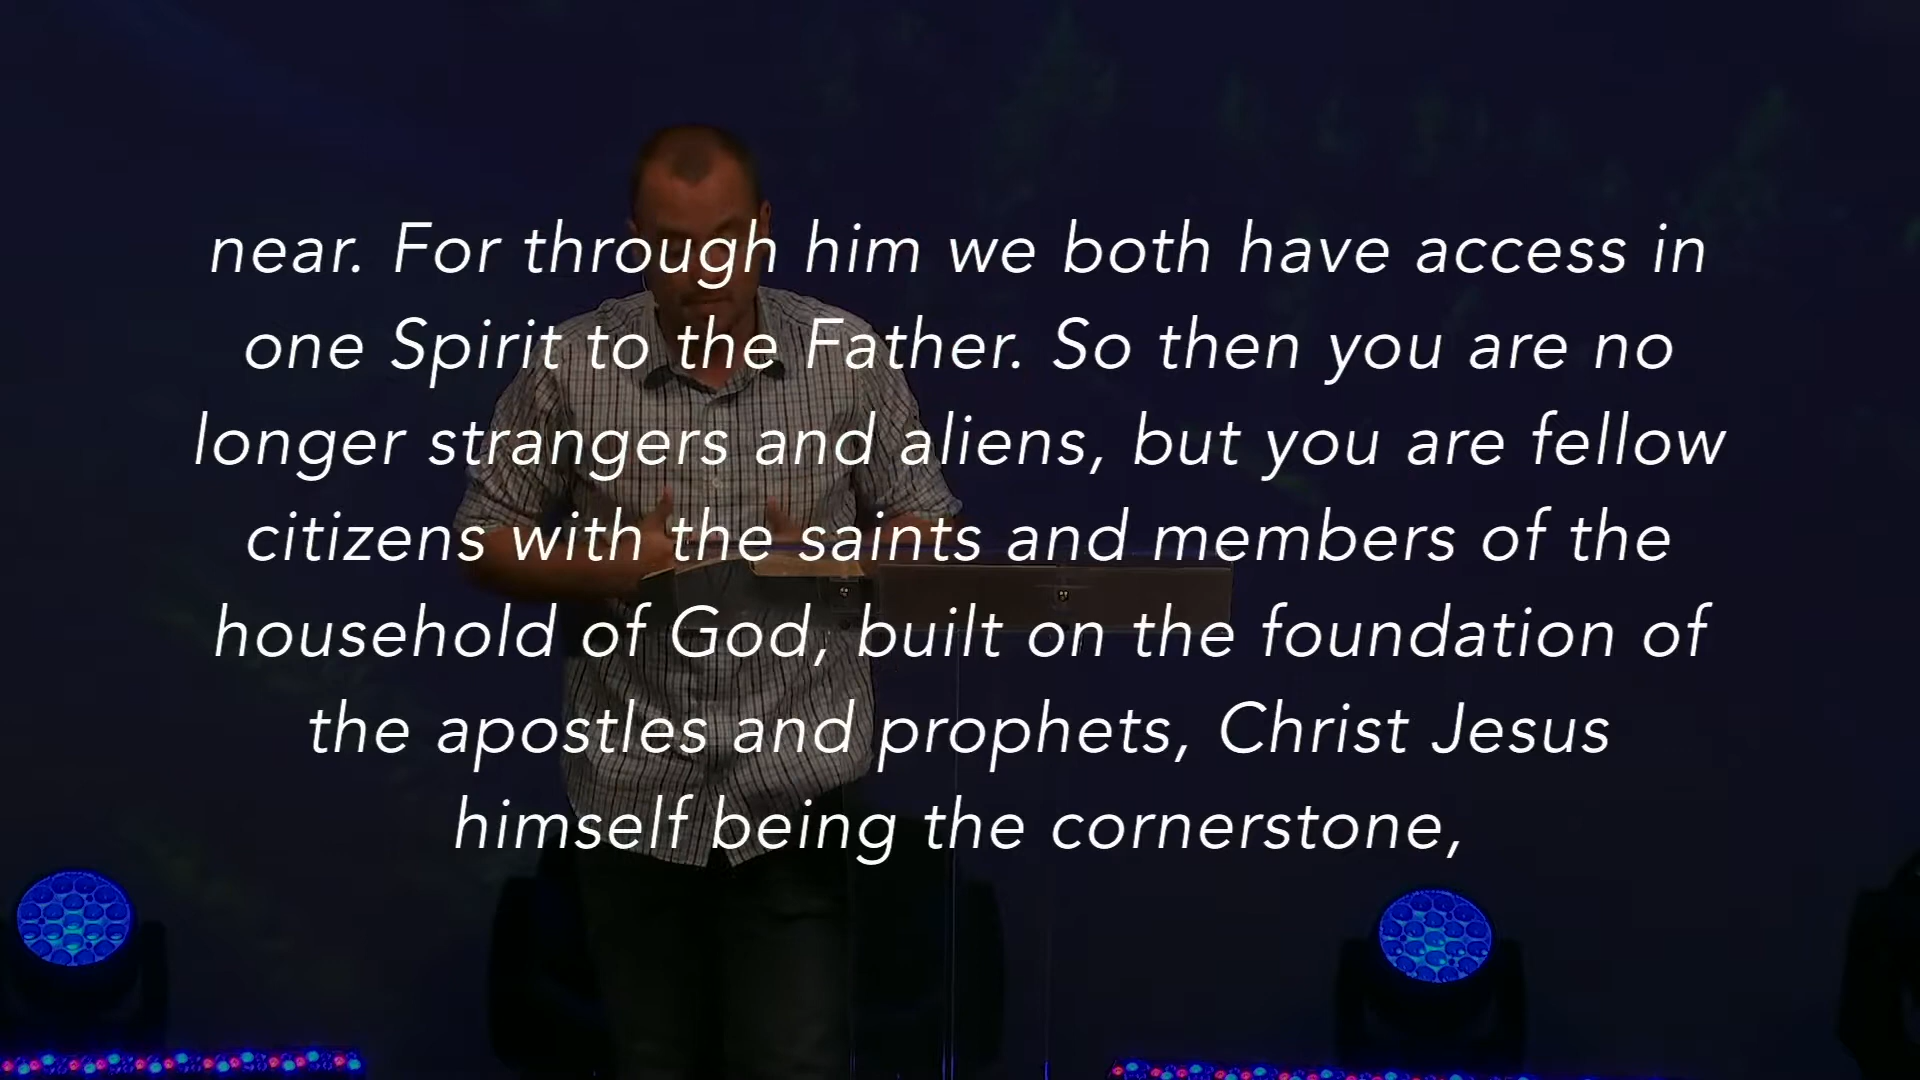 near. For through him we both have access in
one Spirit to the Father. So then you are no
longer strangers and aliens, but you are fellow
citizens with the saints and members of the
household of God, built on the foundation of
the apostles and prophets, Christ Jesus
himself being the cornerstone,